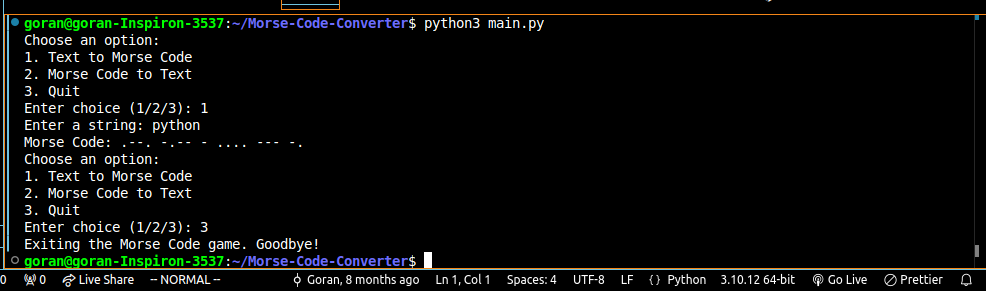 goran@goran-Inspiron-3537:~/Morse-Code-Converter$ python3 main.py
Choose an option:
1. Text to Morse Code
2. Morse Code to Text
3. Quit
Enter choice (1/2/3): 1
Enter a string: python
Morse Code: .--. -.-- - .... --- -.
Choose an option:
1. Text to Morse Code
2. Morse Code to Text
3. Quit
Enter choice (1/2/3): 3
Exiting the Morse Code game. Goodbye!
goran@goran-Inspiron-3537:~/Morse-Code-Converter$
0 0 Live Share -- NORMAL -- Goran, 8 months ago Ln 1, Col 1 Spaces: 4 UTF-8 LF {} Python 3.10.12 64-bit Go Live Prettier